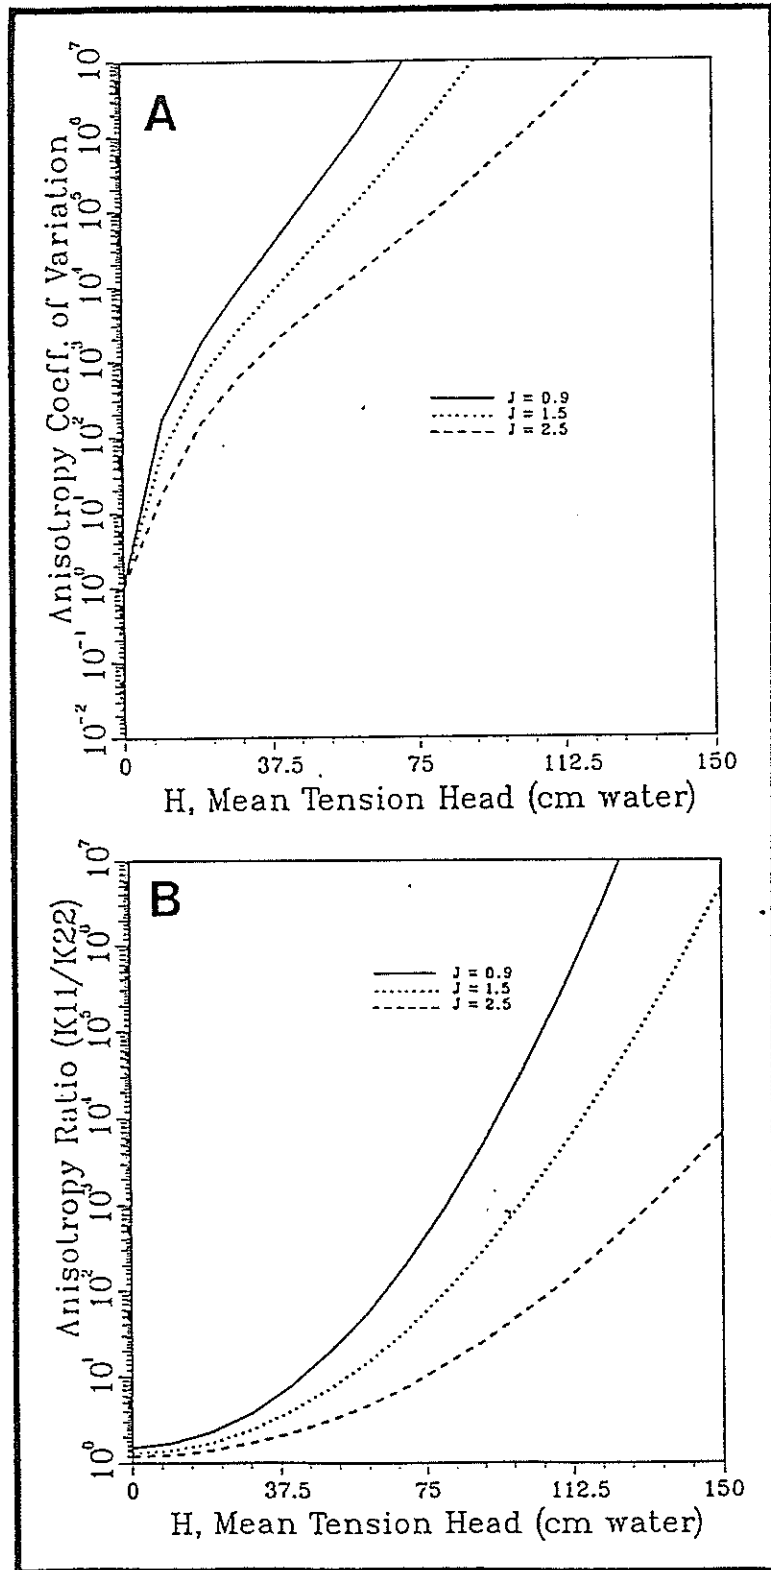 A
Anisotropy Coeff. of Variation
10^7
10^6
10^5
10^4
10^3
10^2
10^1
10^0
10^-1
10^-2
J = 0.9
J = 1.5
J = 2.5
0 37.5 75 112.5 150
H, Mean Tension Head (cm water)
B
Anisotropy Ratio (K11/K22)
10^7
10^6
10^5
10^4
10^3
10^2
10^1
10^0
J = 0.9
J = 1.5
J = 2.5
0 37.5 75 112.5 150
H, Mean Tension Head (cm water)